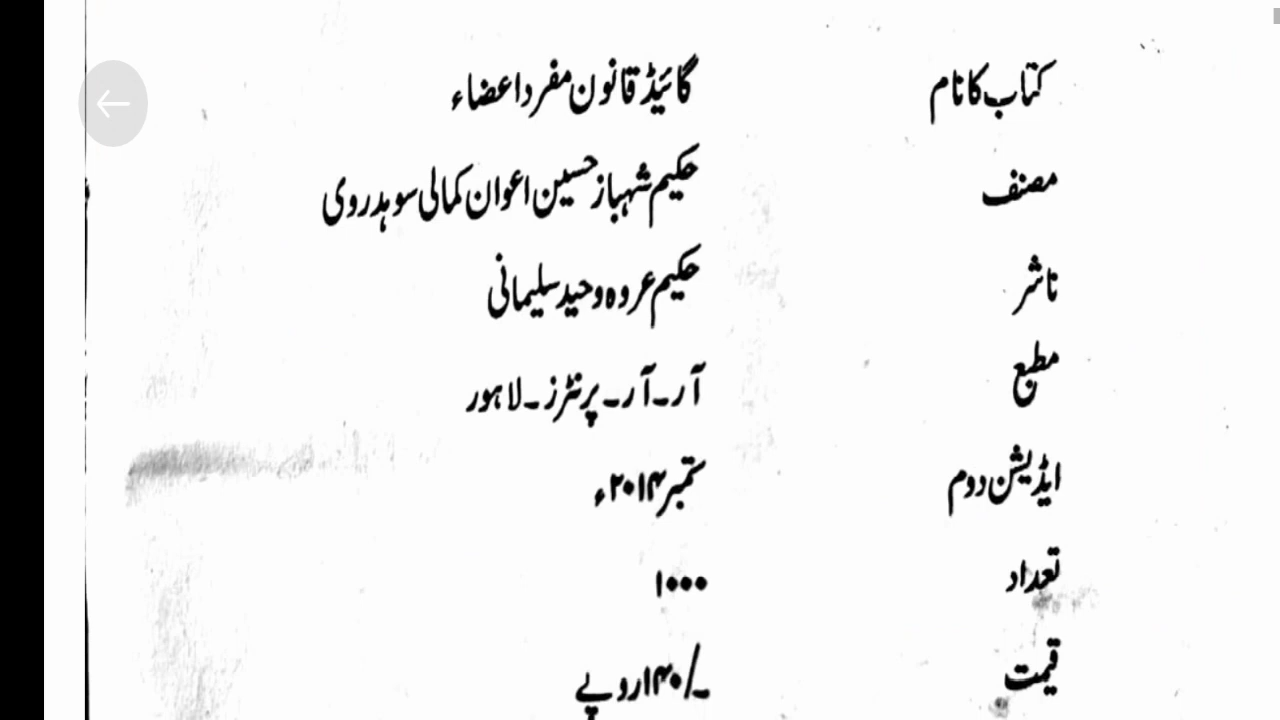 کتاب کا نام گائیڈ قانون مفرد اعضاء
مصنف حکیم شہباز حسین اعوان کمالی سوہدروی
ناشر حکیم عروہ وحید سلیمانی
مطبع آر۔آر۔ پرنٹرز۔ لاہور
ایڈیشن دوم ستمبر ۲۰۱۴ء
تعداد ۱۰۰۰
قیمت ۱۴۰/- روپے